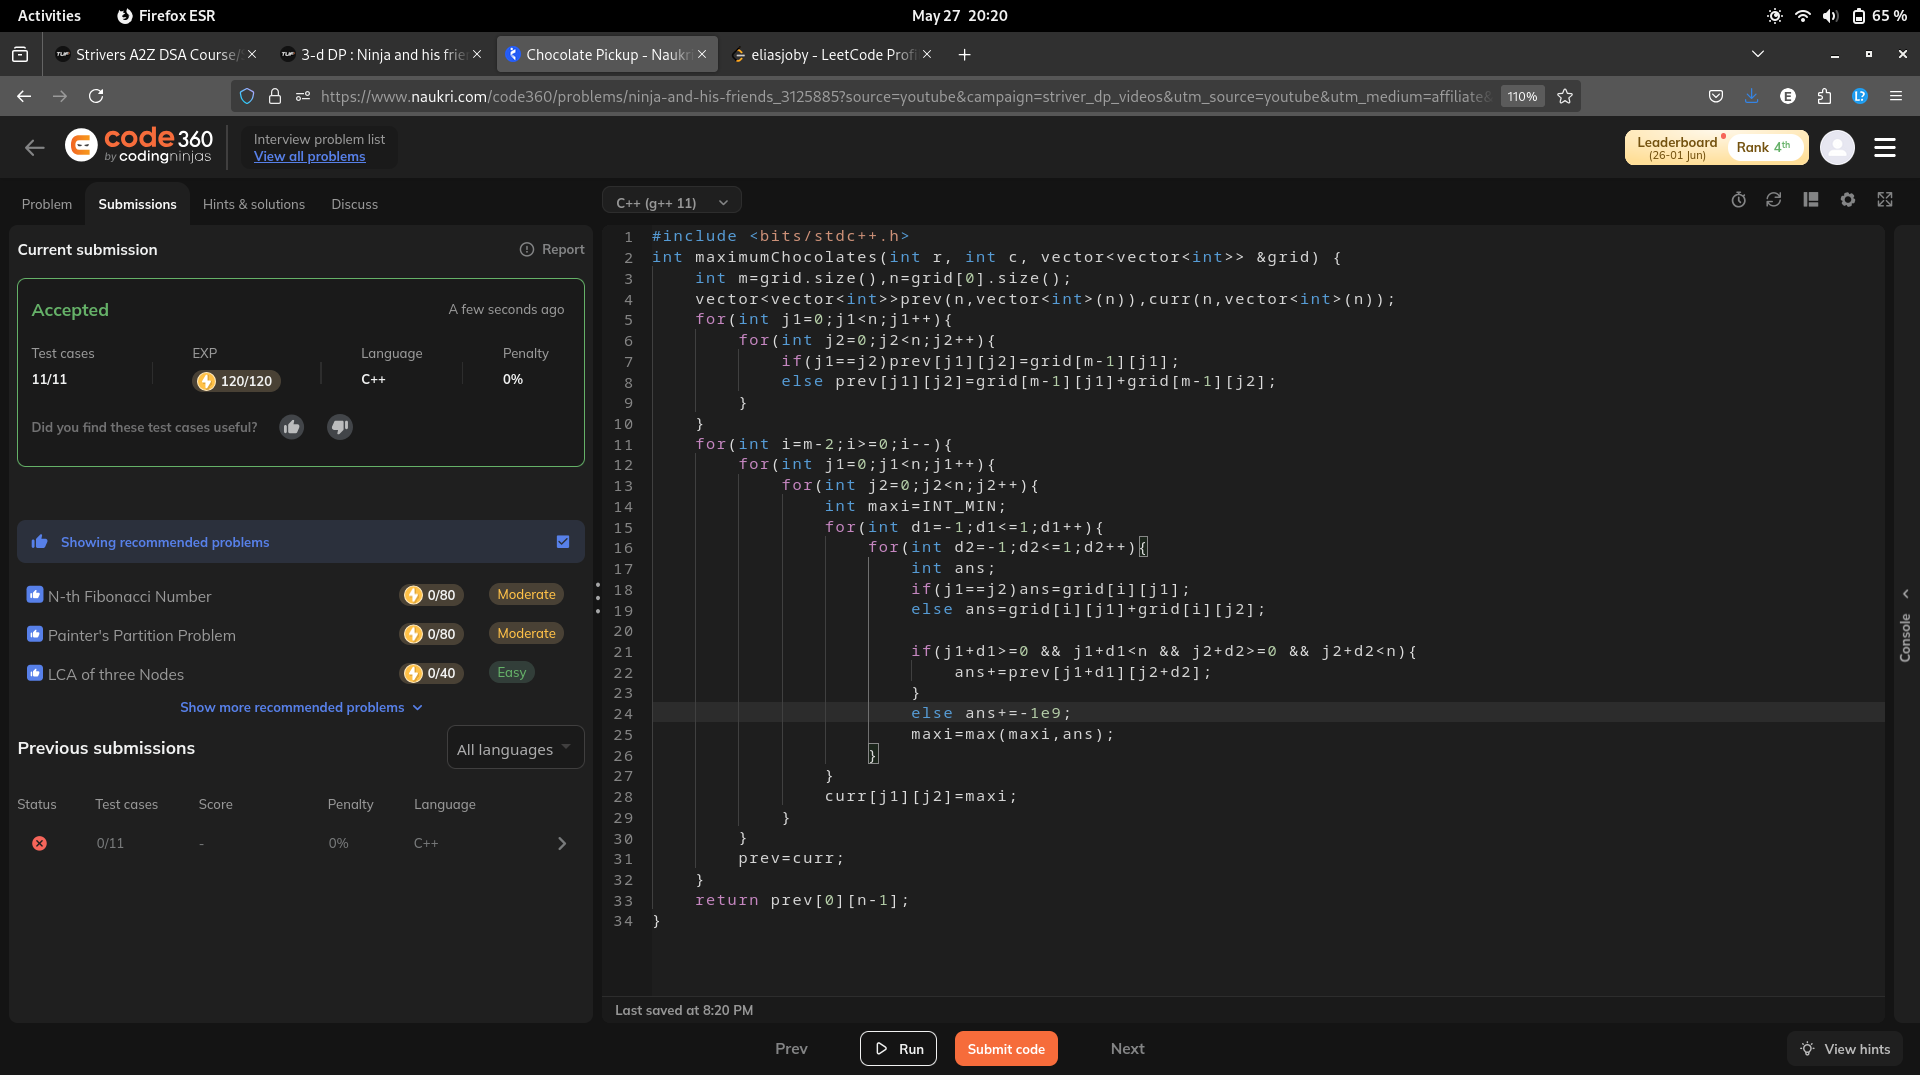 Activities
Firefox ESR
May 27 20:20
65 %
Strivers A2Z DSA Course/
3-d DP : Ninja and his frie
Chocolate Pickup - Naukri
eliasjoby - LeetCode Profi
https://www.naukri.com/code360/problems/ninja-and-his-friends_3125885?source=youtube&campaign=striver_dp_videos&utm_source=youtube&utm_medium=affiliate&
110%
code360
by codingninjas
Interview problem list
View all problems
Leaderboard
(26-01 Jun)
Rank 4th
Problem
Submissions
Hints & solutions
Discuss
C++ (g++ 11)
Current submission
Report
Accepted
A few seconds ago
Test cases
EXP
Language
Penalty
11/11
120/120
C++
0%
Did you find these test cases useful?
Showing recommended problems
N-th Fibonacci Number
0/80
Moderate
Painter's Partition Problem
0/80
Moderate
LCA of three Nodes
0/40
Easy
Show more recommended problems
Previous submissions
All languages
Status
Test cases
Score
Penalty
Language
0/11
-
0%
C++
1 #include <bits/stdc++.h>
2 int maximumChocolates(int r, int c, vector<vector<int>> &grid) {
3     int m=grid.size(),n=grid[0].size();
4     vector<vector<int>>prev(n,vector<int>(n)),curr(n,vector<int>(n));
5     for(int j1=0;j1<n;j1++){
6         for(int j2=0;j2<n;j2++){
7             if(j1==j2)prev[j1][j2]=grid[m-1][j1];
8             else prev[j1][j2]=grid[m-1][j1]+grid[m-1][j2];
9         }
10     }
11     for(int i=m-2;i>=0;i--){
12         for(int j1=0;j1<n;j1++){
13             for(int j2=0;j2<n;j2++){
14                 int maxi=INT_MIN;
15                 for(int d1=-1;d1<=1;d1++){
16                     for(int d2=-1;d2<=1;d2++){
17                         int ans;
18                         if(j1==j2)ans=grid[i][j1];
19                         else ans=grid[i][j1]+grid[i][j2];
20
21                         if(j1+d1>=0 && j1+d1<n && j2+d2>=0 && j2+d2<n){
22                             ans+=prev[j1+d1][j2+d2];
23                         }
24                         else ans+=-1e9;
25                         maxi=max(maxi,ans);
26                     }
27                 }
28                 curr[j1][j2]=maxi;
29             }
30         }
31         prev=curr;
32     }
33     return prev[0][n-1];
34 }
Console
Last saved at 8:20 PM
Prev
Run
Submit code
Next
View hints